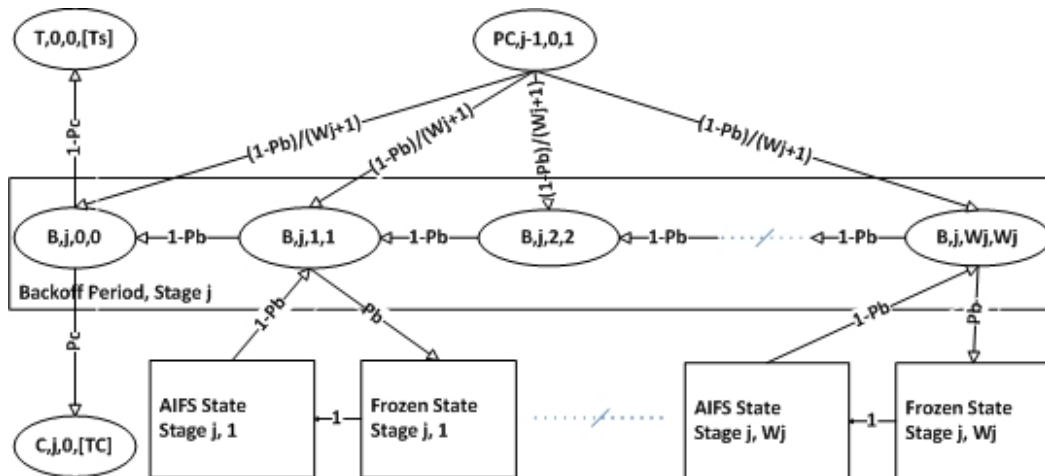 T,0,0,[Ts]
PC,j-1,0,1
1-Pc
(1-Pb)/(Wj+1)
(1-Pb)/(Wj+1)
(1-Pb)/(Wj+1)
(1-Pb)/(Wj+1)
B,j,0,0
1-Pb
B,j,1,1
1-Pb
B,j,2,2
1-Pb
1-Pb
B,j,Wj,Wj
Backoff Period, Stage j
Pc
1-Pb
Pb
1-Pb
Pb
C,j,0,[TC]
AIFS State
Stage j, 1
1
Frozen State
Stage j, 1
AIFS State
Stage j, Wj
1
Frozen State
Stage j, Wj